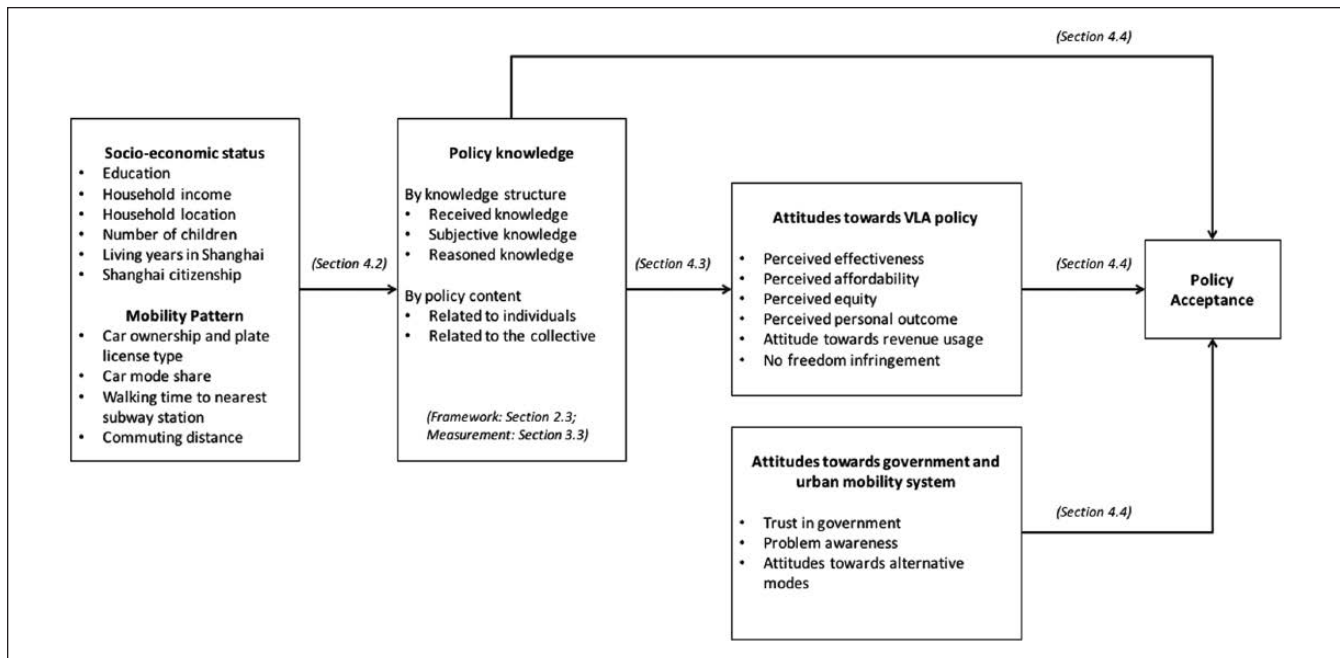 (Section 4.4)
Socio-economic status
• Education
• Household income
• Household location
• Number of children
• Living years in Shanghai
• Shanghai citizenship
Mobility Pattern
• Car ownership and plate
license type
• Car mode share
• Walking time to nearest
subway station
• Commuting distance
(Section 4.2)
Policy knowledge
By knowledge structure
• Received knowledge
• Subjective knowledge
• Reasoned knowledge
By policy content
• Related to individuals
• Related to the collective
(Framework: Section 2.3;
Measurement: Section 3.3)
(Section 4.3)
Attitudes towards VLA policy
• Perceived effectiveness
• Perceived affordability
• Perceived equity
• Perceived personal outcome
• Attitude towards revenue usage
• No freedom infringement
(Section 4.4)
Attitudes towards government and
urban mobility system
• Trust in government
• Problem awareness
• Attitudes towards alternative
modes
(Section 4.4)
Policy
Acceptance